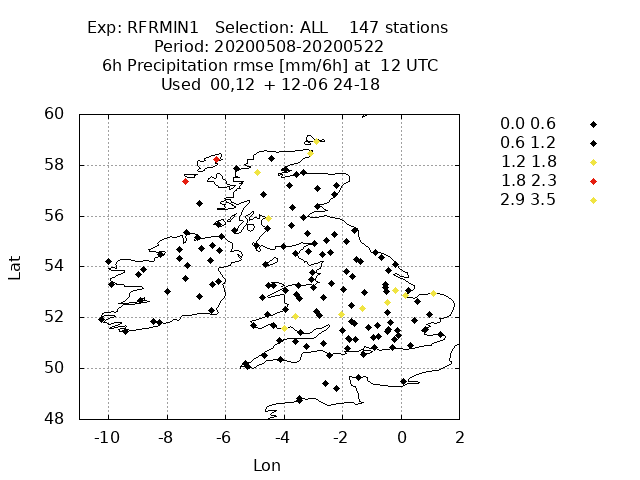 Exp: RFRMIN1 Selection: ALL 147 stations
Period: 20200508-20200522
6h Precipitation rmse [mm/6h] at 12 UTC
Used 00,12 + 12-06 24-18
60
58
56
54
52
50
48
Lat
-10 -8 -6 -4 -2 0 2
Lon
0.0 0.6
0.6 1.2
1.2 1.8
1.8 2.3
2.9 3.5